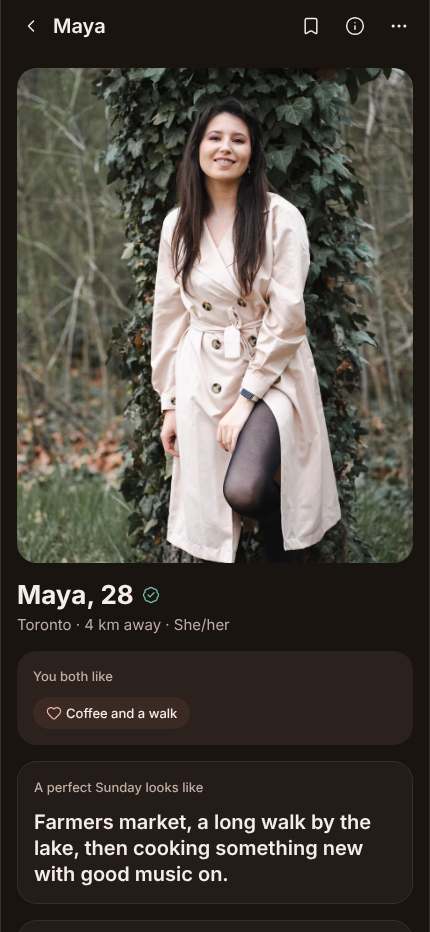 Maya
Maya, 28
Toronto · 4 km away · She/her
You both like
Coffee and a walk
A perfect Sunday looks like
Farmers market, a long walk by the
lake, then cooking something new
with good music on.